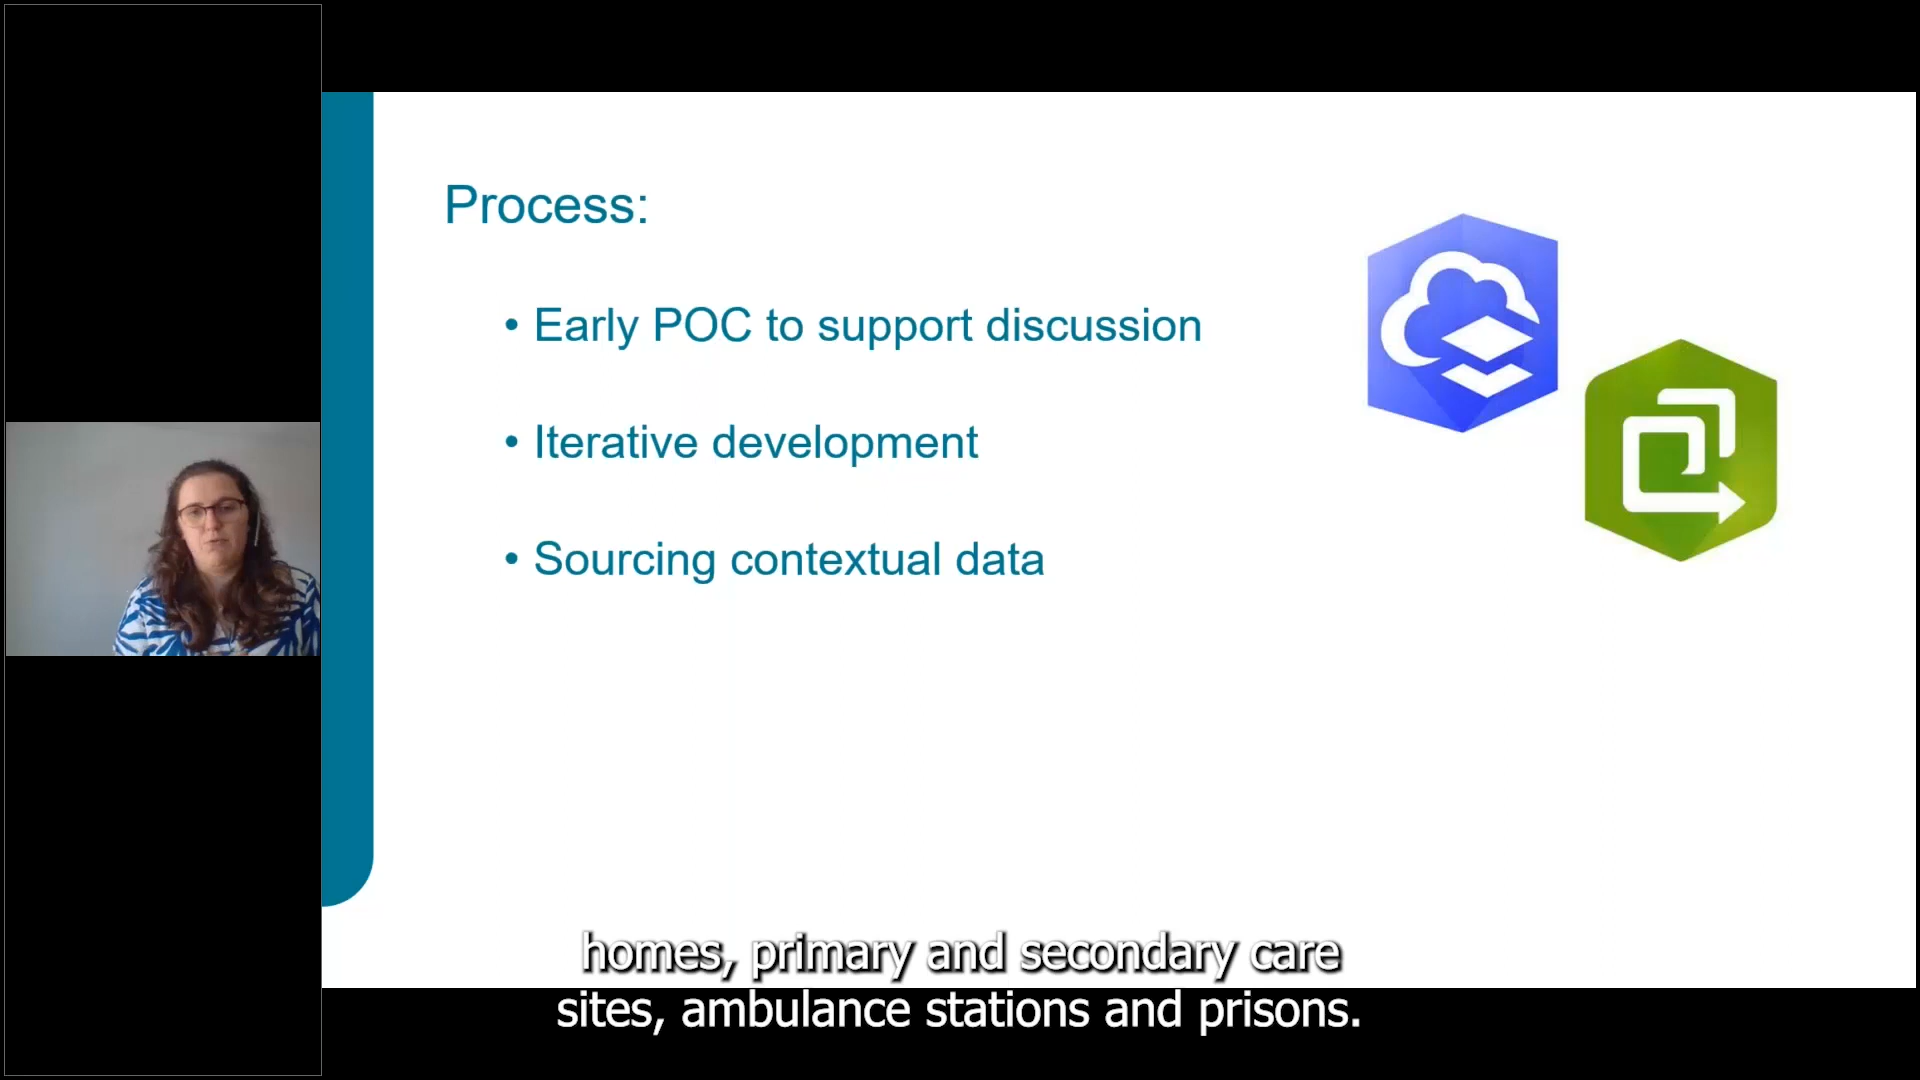 Process:
• Early POC to support discussion
• Iterative development
• Sourcing contextual data
homes, primary and secondary care
sites, ambulance stations and prisons.